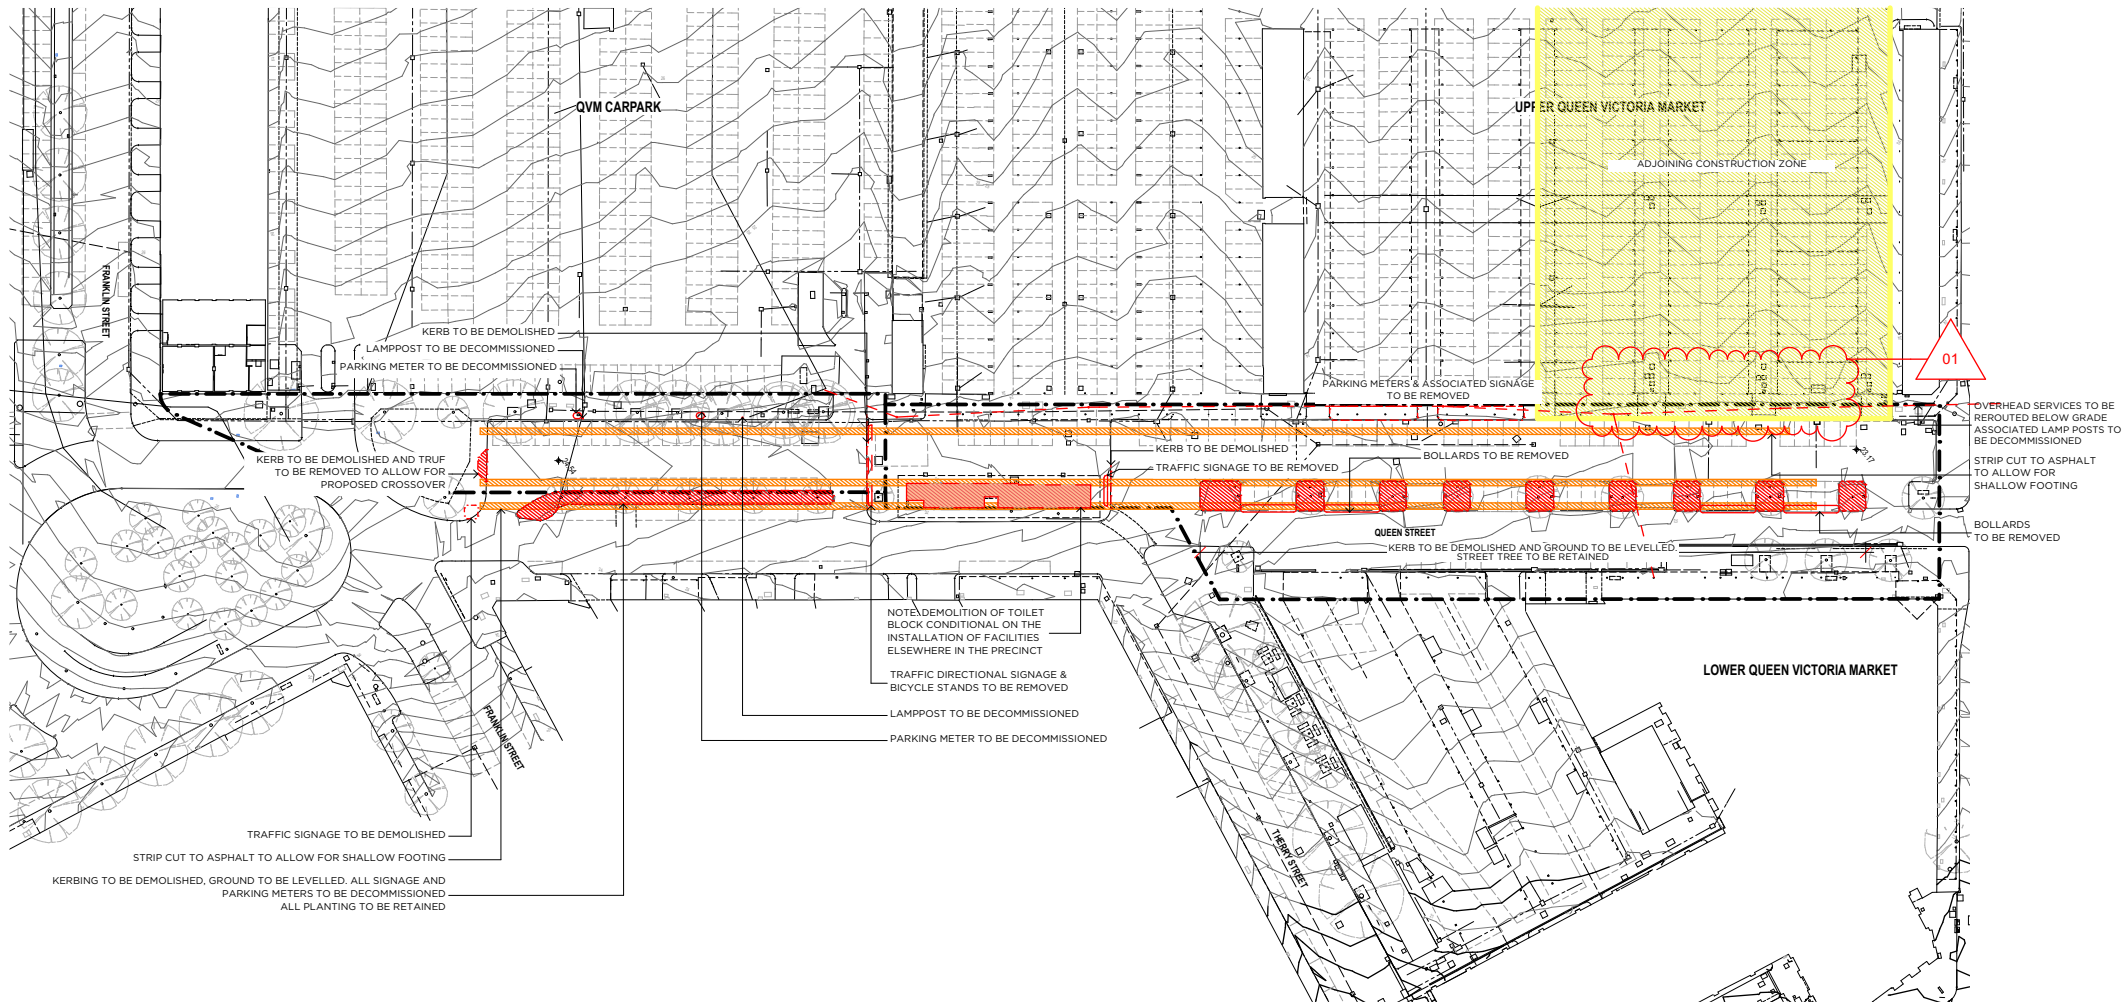 QVM CARPARK
UPPER QUEEN VICTORIA MARKET
ADJOINING CONSTRUCTION ZONE
FRANKLIN STREET
KERB TO BE DEMOLISHED
LAMPPOST TO BE DECOMMISSIONED
PARKING METER TO BE DECOMMISSIONED
01
PARKING METERS & ASSOCIATED SIGNAGE
TO BE REMOVED
OVERHEAD SERVICES TO BE
REROUTED BELOW GRADE
ASSOCIATED LAMP POSTS TO
BE DECOMMISSIONED
KERB TO BE DEMOLISHED AND TRUF
TO BE REMOVED TO ALLOW FOR
PROPOSED CROSSOVER
KERB TO BE DEMOLISHED
TRAFFIC SIGNAGE TO BE REMOVED
BOLLARDS TO BE REMOVED
23.17
STRIP CUT TO ASPHALT
TO ALLOW FOR
SHALLOW FOOTING
BOLLARDS
TO BE REMOVED
QUEEN STREET
KERB TO BE DEMOLISHED AND GROUND TO BE LEVELLED.
STREET TREE TO BE RETAINED
NOTE:DEMOLITION OF TOILET
BLOCK CONDITIONAL ON THE
INSTALLATION OF FACILITIES
ELSEWHERE IN THE PRECINCT
TRAFFIC DIRECTIONAL SIGNAGE &
BICYCLE STANDS TO BE REMOVED
LAMPPOST TO BE DECOMMISSIONED
PARKING METER TO BE DECOMMISSIONED
LOWER QUEEN VICTORIA MARKET
FRANKLIN STREET
THERRY STREET
TRAFFIC SIGNAGE TO BE DEMOLISHED
STRIP CUT TO ASPHALT TO ALLOW FOR SHALLOW FOOTING
KERBING TO BE DEMOLISHED, GROUND TO BE LEVELLED. ALL SIGNAGE AND
PARKING METERS TO BE DECOMMISSIONED
ALL PLANTING TO BE RETAINED